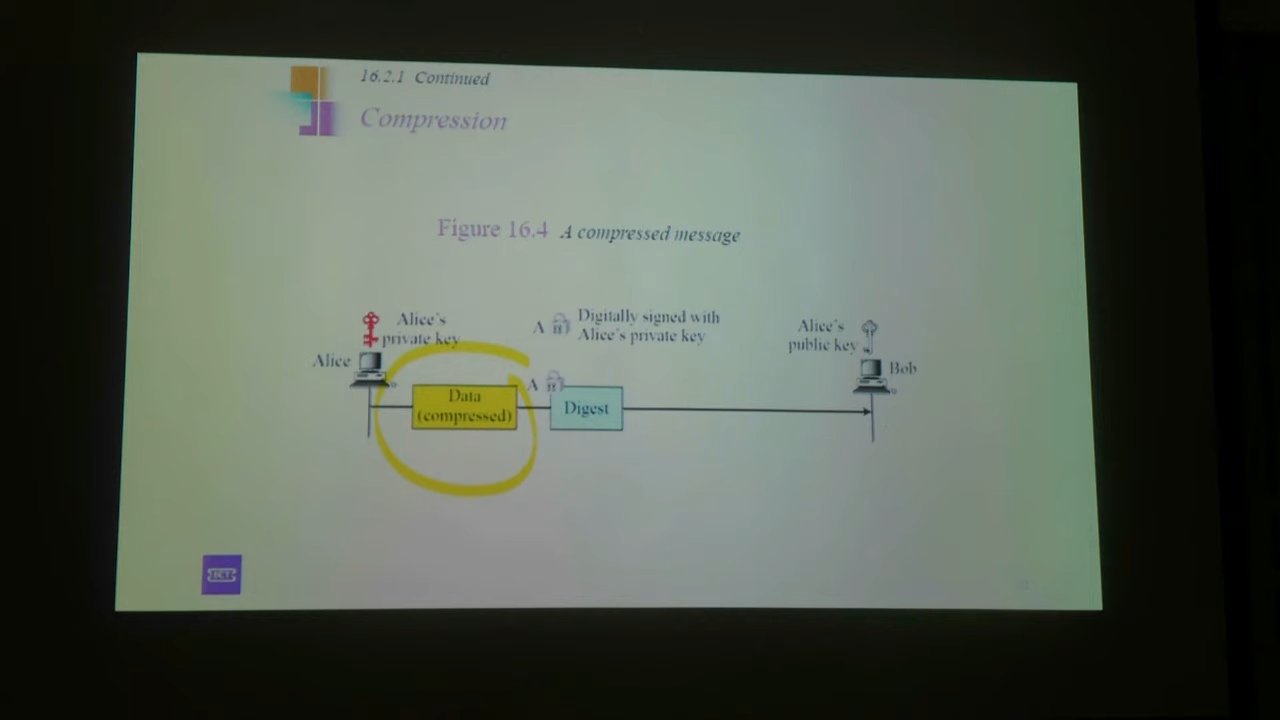 16.2.1 Continued
Compression
Figure 16.4 A compressed message
Alice's
private key
Alice
A
Digitally signed with
Alice's private key
Alice's
public key
Bob
Data
(compressed)
A
Digest